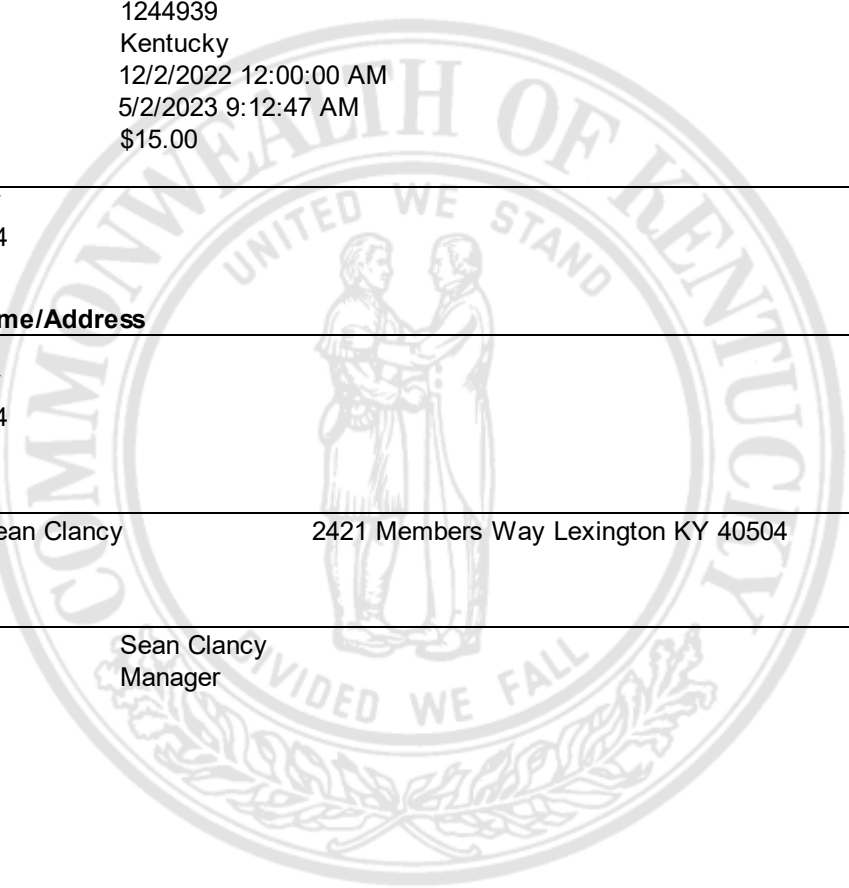 1244939
Kentucky
12/2/2022 12:00:00 AM
5/2/2023 9:12:47 AM
$15.00
4
me/Address
4
ean Clancy 2421 Members Way Lexington KY 40504
Sean Clancy
Manager
COMMONWEALTH OF KENTUCKY
UNITED WE STAND
DIVIDED WE FALL